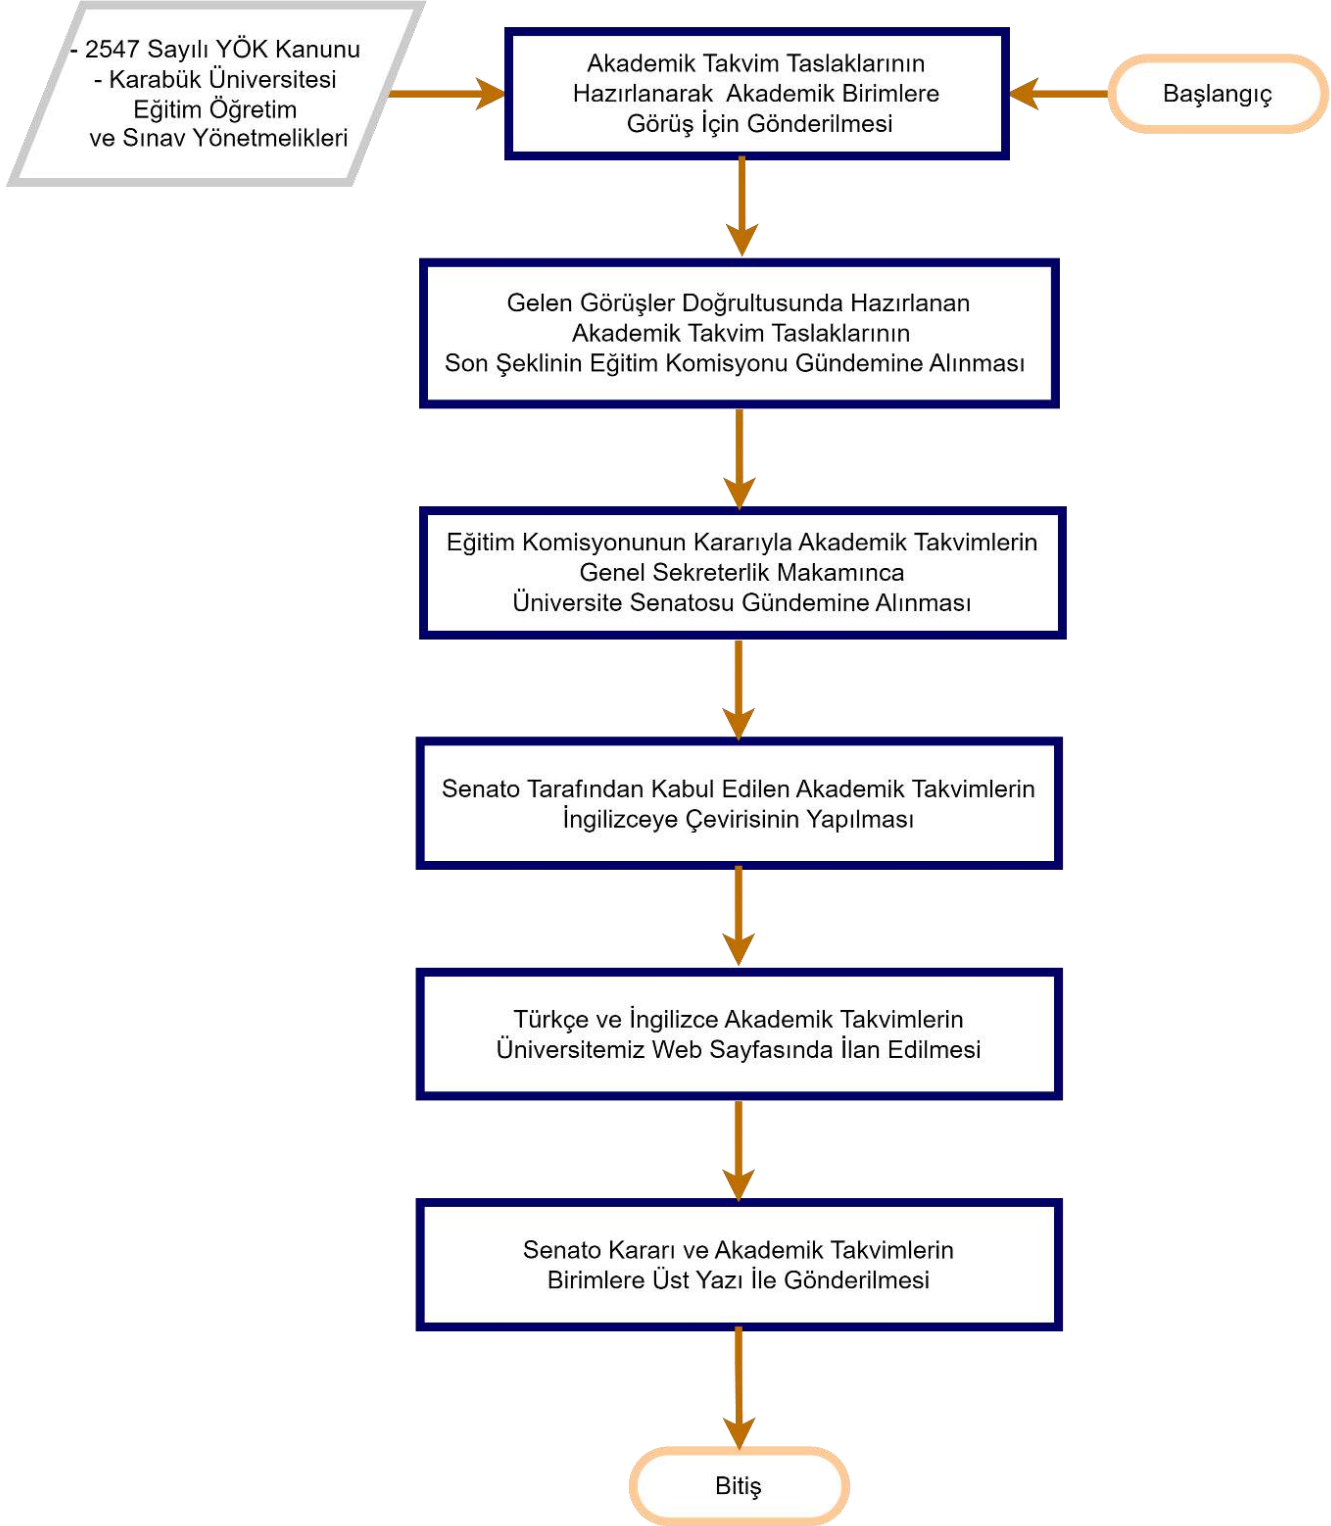 - 2547 Sayılı YÖK Kanunu
- Karabük Üniversitesi
Eğitim Öğretim
ve Sınav Yönetmelikleri
Akademik Takvim Taslaklarının
Hazırlanarak Akademik Birimlere
Görüş İçin Gönderilmesi
Başlangıç
Gelen Görüşler Doğrultusunda Hazırlanan
Akademik Takvim Taslaklarının
Son Şeklinin Eğitim Komisyonu Gündemine Alınması
Eğitim Komisyonunun Kararıyla Akademik Takvimlerin
Genel Sekreterlik Makamınca
Üniversite Senatosu Gündemine Alınması
Senato Tarafından Kabul Edilen Akademik Takvimlerin
İngilizceye Çevirisinin Yapılması
Türkçe ve İngilizce Akademik Takvimlerin
Üniversitemiz Web Sayfasında İlan Edilmesi
Senato Kararı ve Akademik Takvimlerin
Birimlere Üst Yazı İle Gönderilmesi
Bitiş